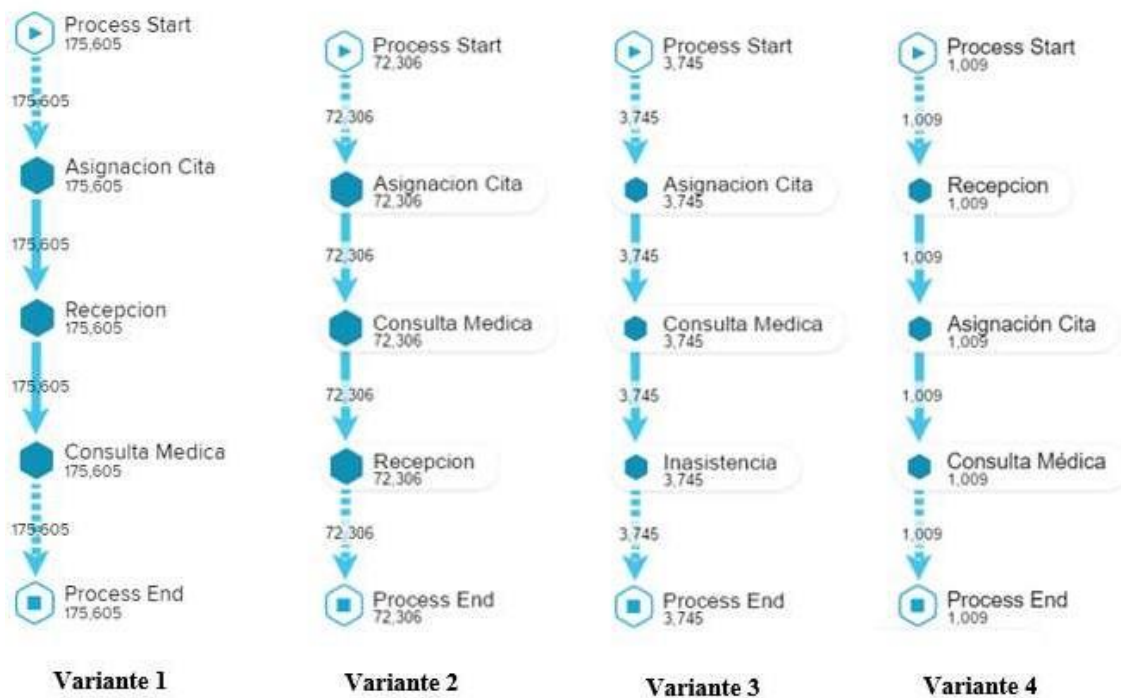 Process Start
175,605
175,605
Asignacion Cita
175,605
175,605
Recepcion
175,605
175,605
Consulta Medica
175,605
175,605
Process End
175,605
Variante 1
Process Start
72,306
72,306
Asignacion Cita
72,306
72,306
Consulta Medica
72,306
72,306
Recepcion
72,306
72,306
Process End
72,306
Variante 2
Process Start
3,745
3,745
Asignacion Cita
3,745
3,745
Consulta Medica
3,745
3,745
Inasistencia
3,745
3,745
Process End
3,745
Variante 3
Process Start
1,009
1,009
Recepcion
1,009
1,009
Asignación Cita
1,009
1,009
Consulta Médica
1,009
1,009
Process End
1,009
Variante 4